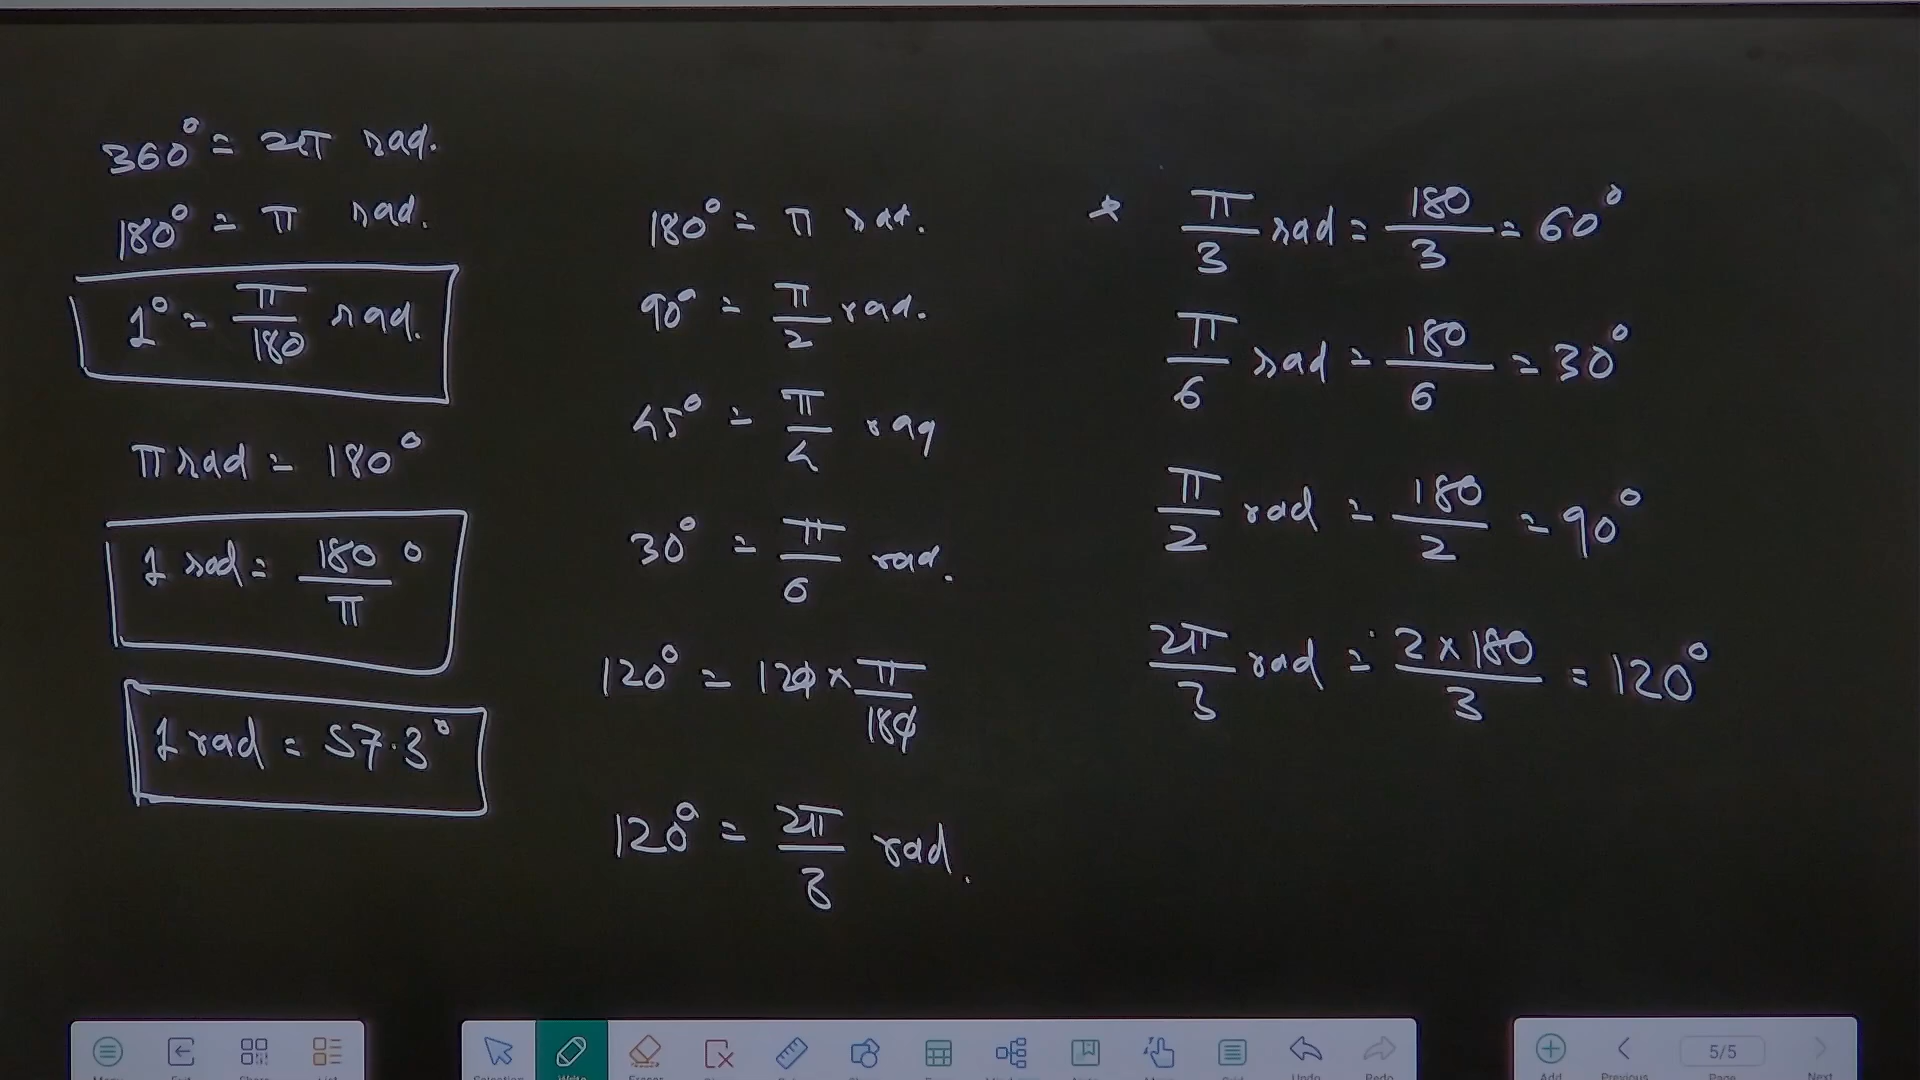 360° = 2π rad.
180° = π rad.
1° = π/180 rad.
π rad = 180°
1 rad = 180°/π
1 rad = 57.3°
180° = π rad.
90° = π/2 rad.
45° = π/4 rad
30° = π/6 rad.
120° = 120 × π/180
120° = 2π/3 rad.
* π/3 rad = 180/3 = 60°
π/6 rad = 180/6 = 30°
π/2 rad = 180/2 = 90°
2π/3 rad = 2 × 180/3 = 120°
5/5
Write
Undo
Redo
Add
Previous
Page
Next